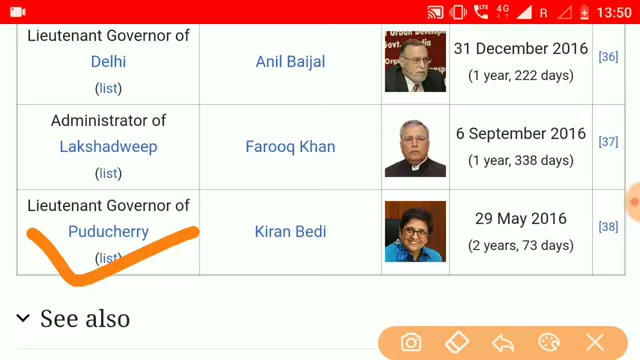 4G
R
13:50
Lieutenant Governor of
Delhi
(list)
Anil Baijal
31 December 2016
(1 year, 222 days)
[36]
Administrator of
Lakshadweep
(list)
Farooq Khan
6 September 2016
(1 year, 338 days)
[37]
Lieutenant Governor of
Puducherry
(list)
Kiran Bedi
29 May 2016
(2 years, 73 days)
[38]
See also